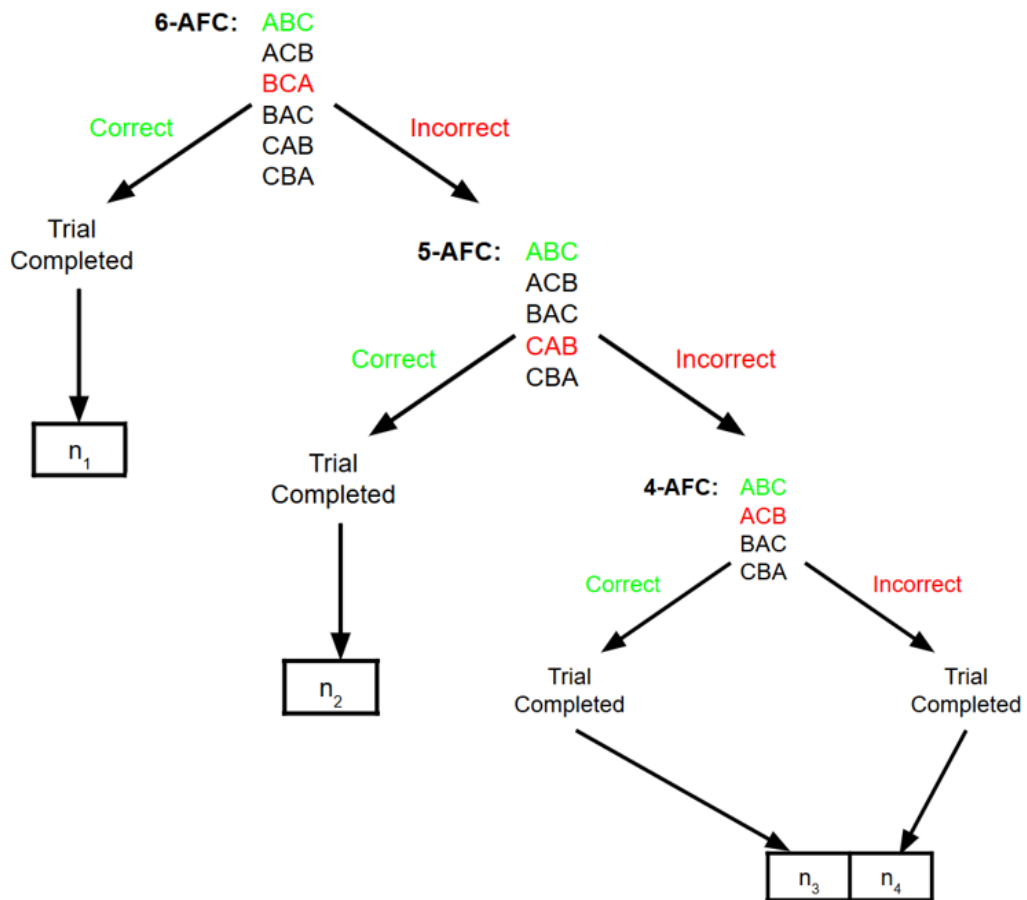 6-AFC: ABC
ACB
BCA
BAC
CAB
CBA
Correct
Incorrect
Trial
Completed
n₁
5-AFC: ABC
ACB
BAC
CAB
CBA
Correct
Incorrect
Trial
Completed
n₂
4-AFC: ABC
ACB
BAC
CBA
Correct
Incorrect
Trial
Completed
Trial
Completed
n₃
n₄